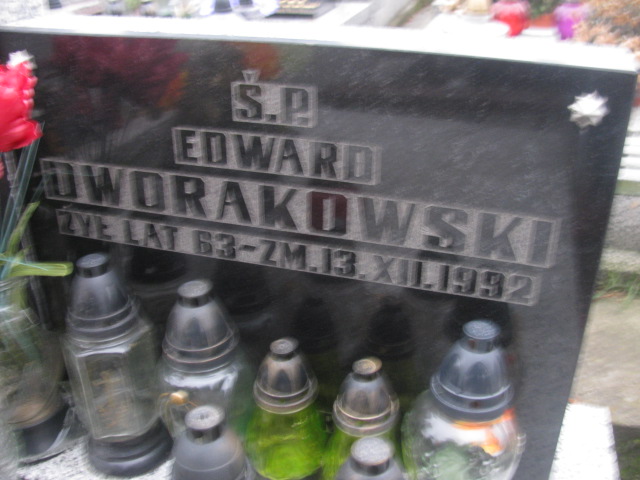 Ś.P.
EDWARD
DWORAKOWSKI
ŻYŁ LAT 63-ZM.13.XII.1992